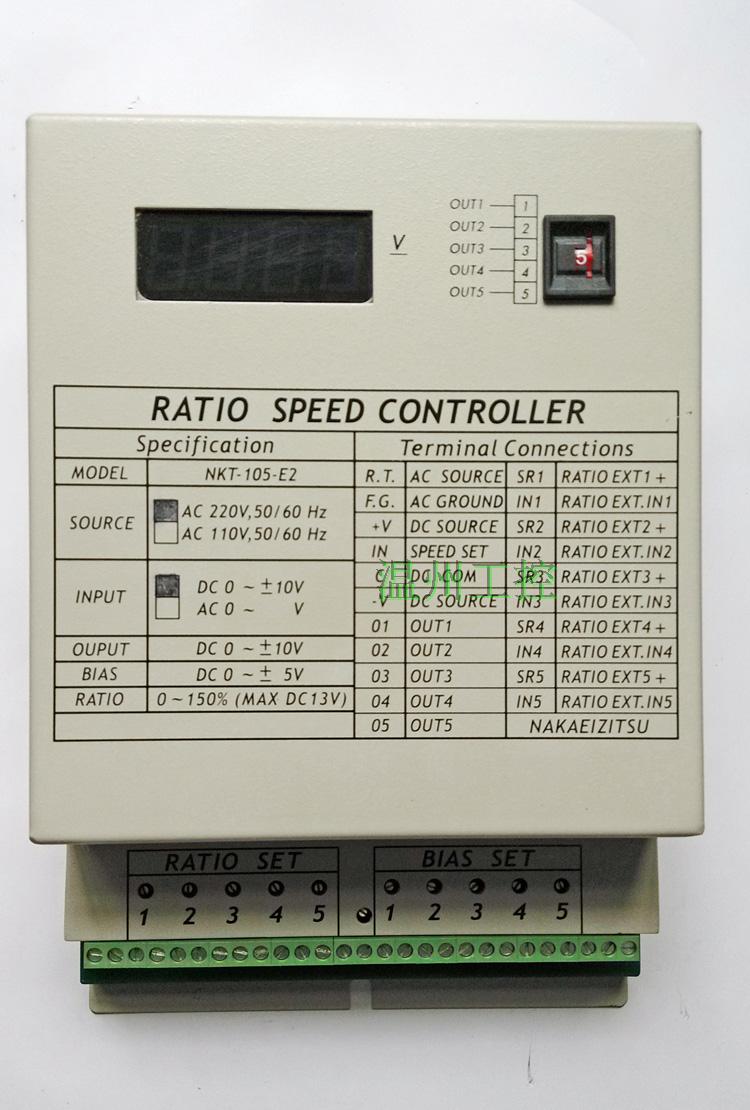 OUT1 1
OUT2 2
V
OUT3 3
5
OUT4 4
OUT5 5
RATIO SPEED CONTROLLER
Specification
MODEL NKT-105-E2
SOURCE AC 220V,50/60 Hz
AC 110V,50/60 Hz
INPUT DC 0 ~ ±10V
AC 0 ~ V
OUPUT DC 0 ~ ±10V
BIAS DC 0 ~ ± 5V
RATIO 0~150% (MAX DC13V)
Terminal Connections
R.T. AC SOURCE SR1 RATIO EXT1 +
F.G. AC GROUND IN1 RATIO EXT.IN1
+V DC SOURCE SR2 RATIO EXT2 +
IN SPEED SET IN2 RATIO EXT.IN2
C DC COM SR3 RATIO EXT3 +
-V DC SOURCE IN3 RATIO EXT.IN3
01 OUT1 SR4 RATIO EXT4 +
02 OUT2 IN4 RATIO EXT.IN4
03 OUT3 SR5 RATIO EXT5 +
04 OUT4 IN5 RATIO EXT.IN5
05 OUT5 NAKAEIZITSU
温州工控
RATIO SET
1 2 3 4 5
BIAS SET
1 2 3 4 5